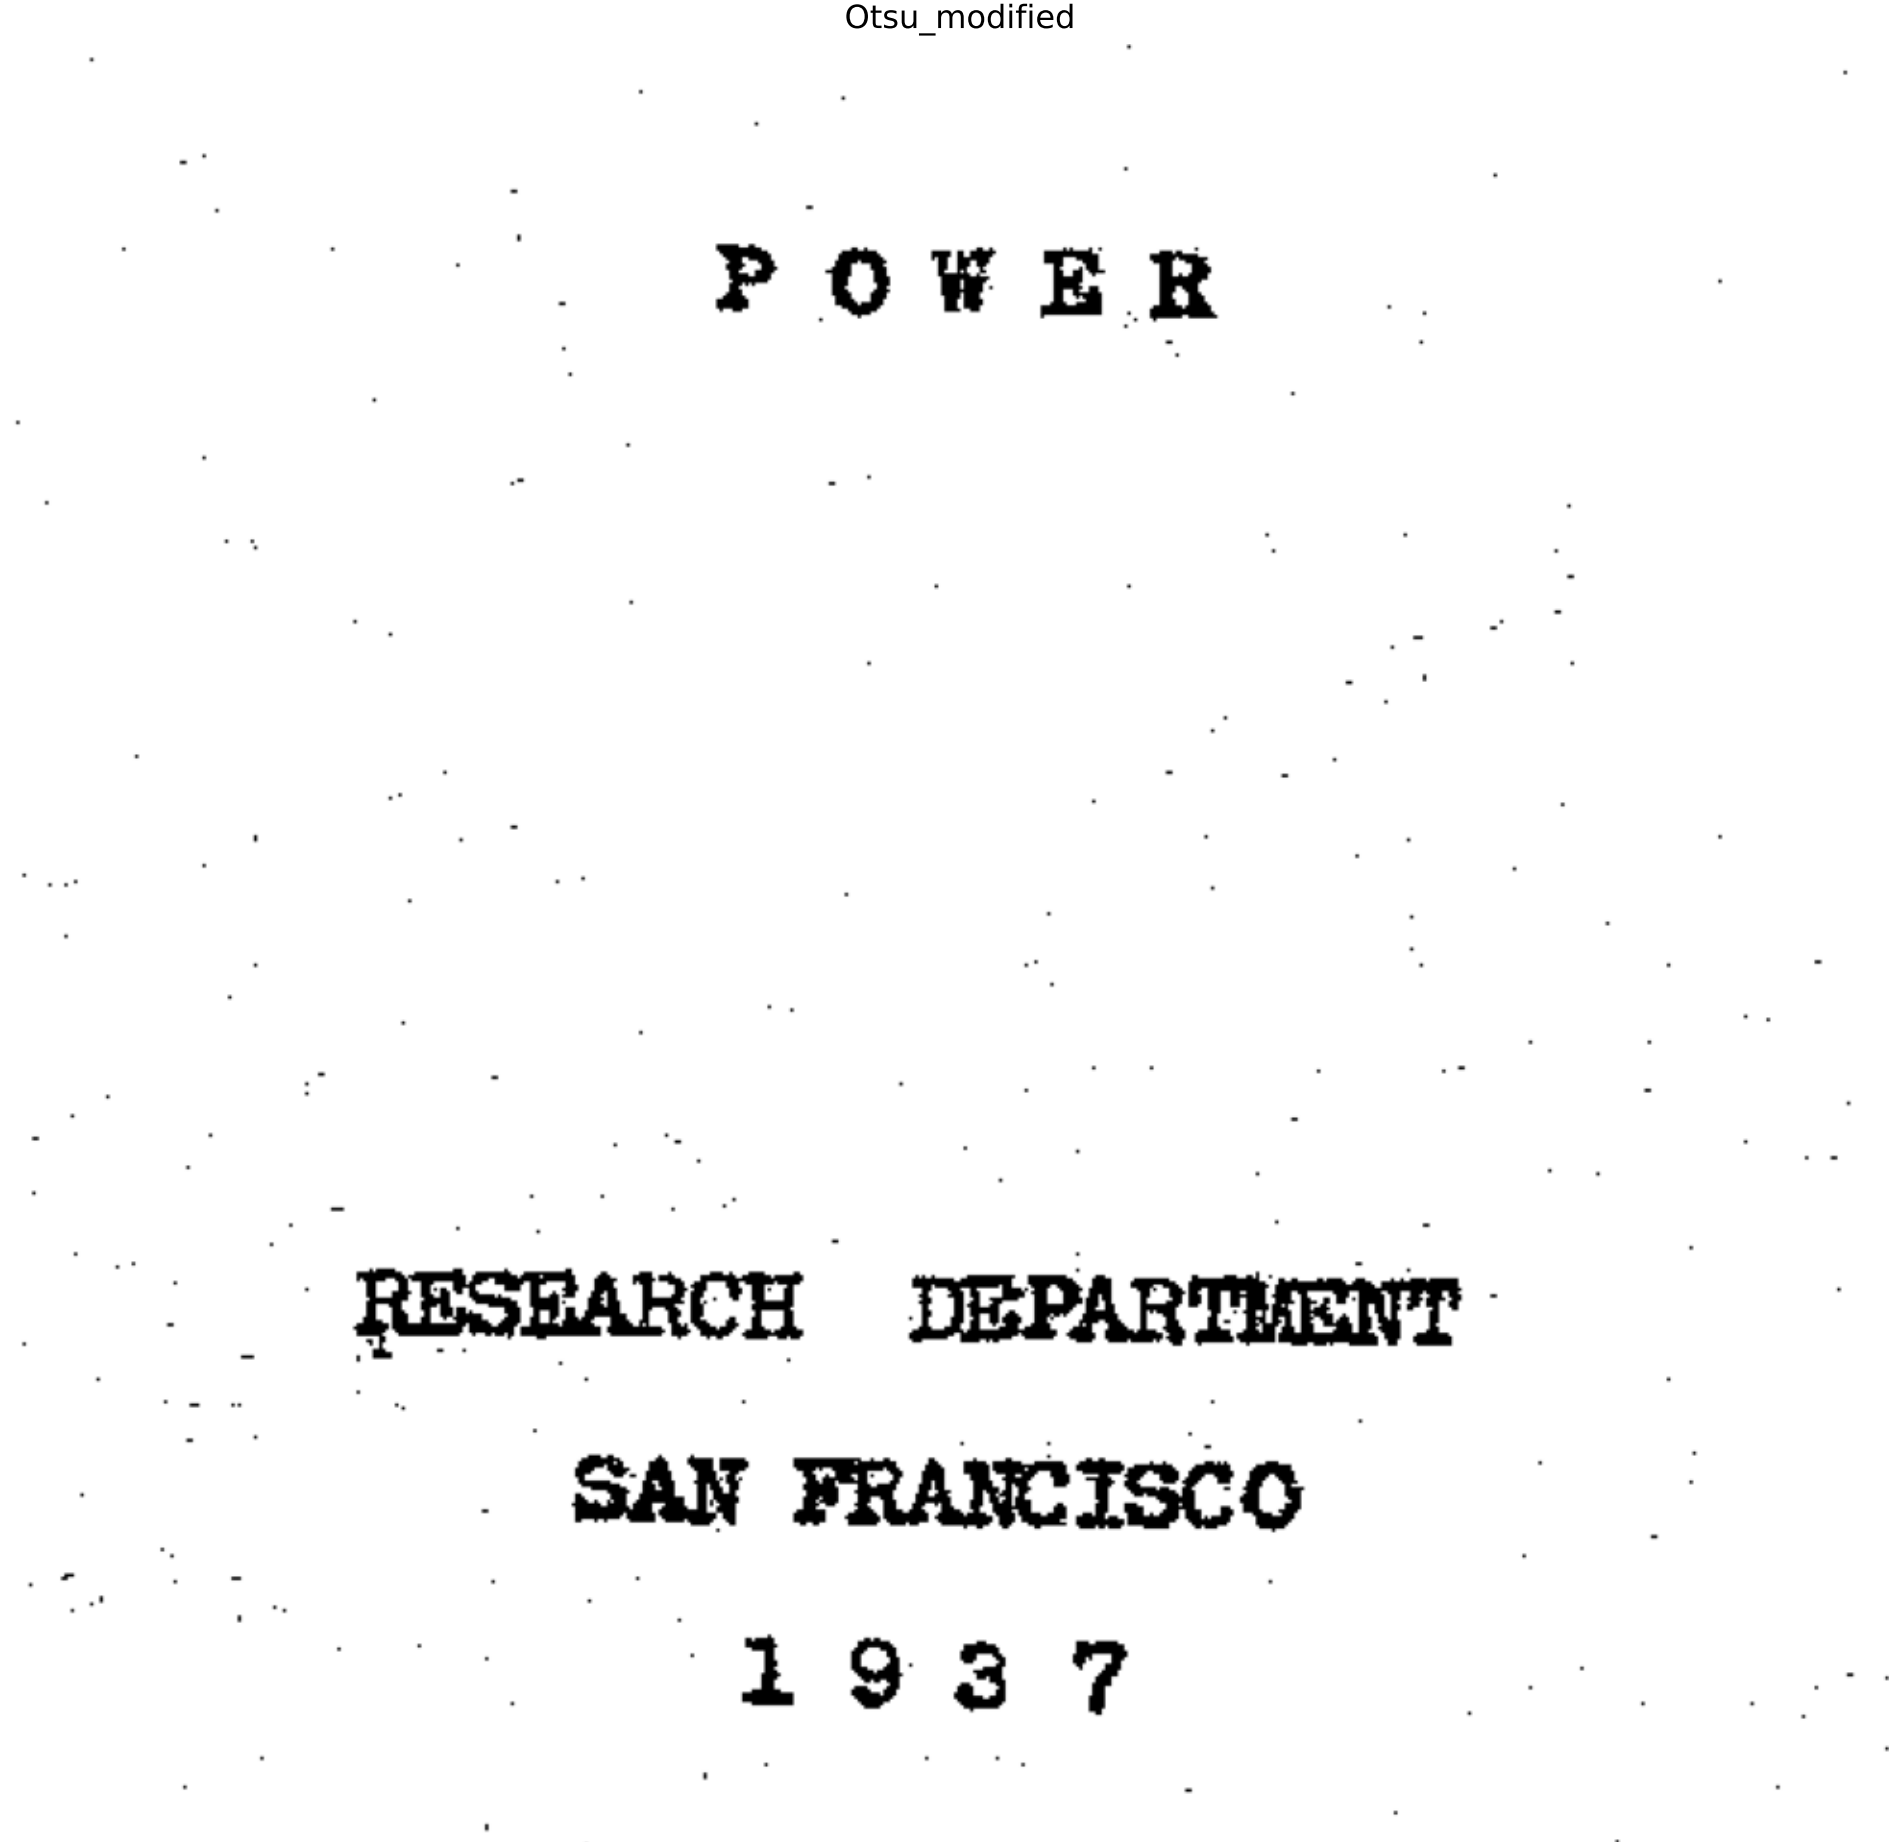 Otsu_modified
P O W E R
RESEARCH DEPARTMENT
SAN FRANCISCO
1 9 3 7